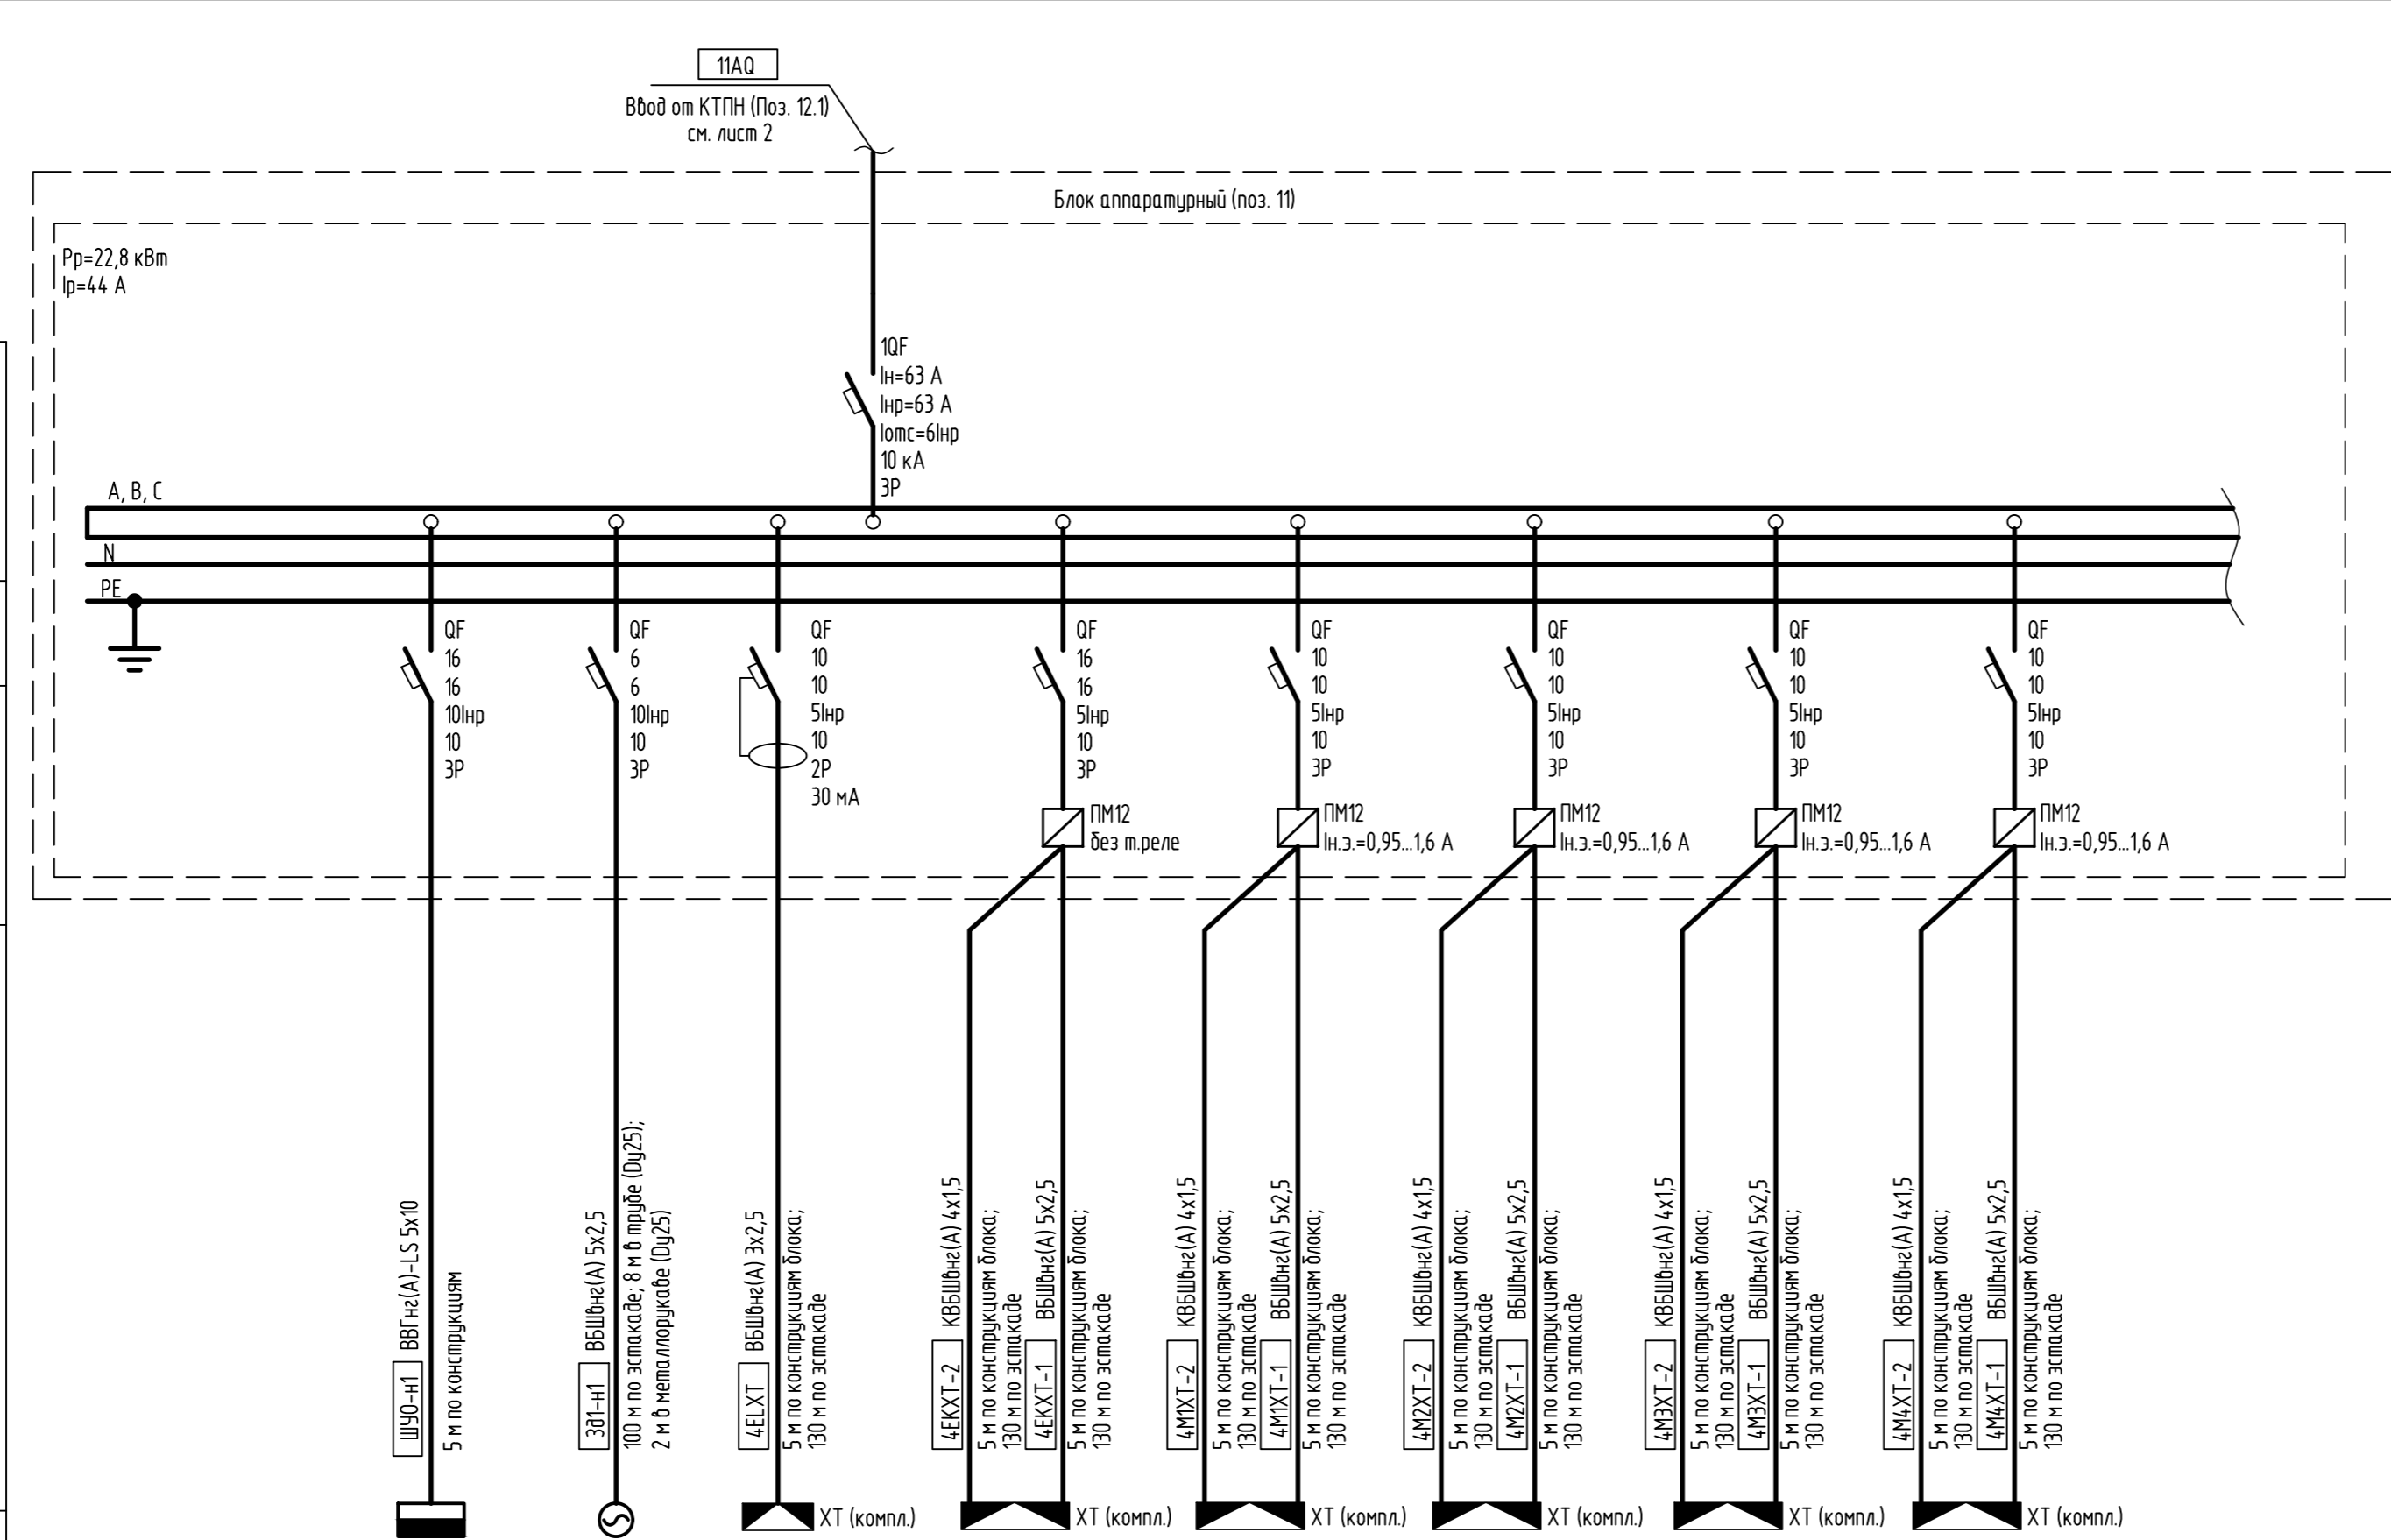 11AQ
Ввод от КТПН (Поз. 12.1)
см. лист 2
Блок аппаратурный (поз. 11)
Pр=22,8 кВт
Iр=44 А
1QF
Iн=63 А
Iнр=63 А
Iотс=6Iнр
10 кА
3P
A, B, C
N
PE
QF
16
16
10Iнр
10
3P
QF
6
6
10Iнр
10
3P
QF
10
10
5Iнр
10
2P
30 мА
QF
16
16
5Iнр
10
3P
QF
10
10
5Iнр
10
3P
QF
10
10
5Iнр
10
3P
QF
10
10
5Iнр
10
3P
QF
10
10
5Iнр
10
3P
ПМ12
без т.реле
ПМ12
Iн.э.=0,95...1,6 А
ПМ12
Iн.э.=0,95...1,6 А
ПМ12
Iн.э.=0,95...1,6 А
ПМ12
Iн.э.=0,95...1,6 А
ШУО-н1 ВВГнг(А)-LS 5х10
5 м по конструкциям
Зд1-н1 ВБШвнг(А) 5х2,5
100 м по эстакаде; 8 м в трубе (Dу25);
2 м в металлорукаве (Dу25)
4ELXT ВБШвнг(А) 3х2,5
5 м по конструкциям блока;
130 м по эстакаде
4EKXT-2 КВБШвнг(А) 4х1,5
5 м по конструкциям блока;
130 м по эстакаде
4EKXT-1 ВБШвнг(А) 5х2,5
5 м по конструкциям блока;
130 м по эстакаде
4M1XT-2 КВБШвнг(А) 4х1,5
5 м по конструкциям блока;
130 м по эстакаде
4M1XT-1 ВБШвнг(А) 5х2,5
5 м по конструкциям блока;
130 м по эстакаде
4M2XT-2 КВБШвнг(А) 4х1,5
5 м по конструкциям блока;
130 м по эстакаде
4M2XT-1 ВБШвнг(А) 5х2,5
5 м по конструкциям блока;
130 м по эстакаде
4M3XT-2 КВБШвнг(А) 4х1,5
5 м по конструкциям блока;
130 м по эстакаде
4M3XT-1 ВБШвнг(А) 5х2,5
5 м по конструкциям блока;
130 м по эстакаде
4M4XT-2 КВБШвнг(А) 4х1,5
5 м по конструкциям блока;
130 м по эстакаде
4M4XT-1 ВБШвнг(А) 5х2,5
5 м по конструкциям блока;
130 м по эстакаде
XT (компл.)
XT (компл.)
XT (компл.)
XT (компл.)
XT (компл.)
XT (компл.)